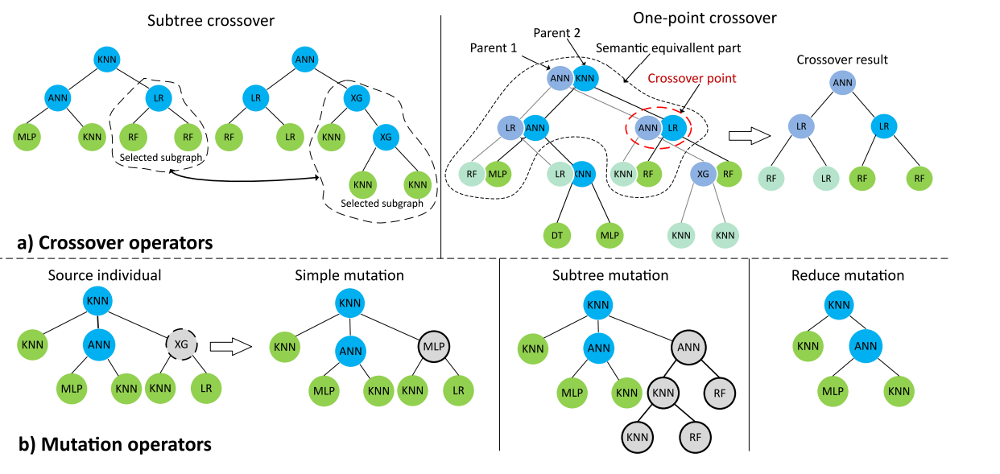 Subtree crossover
KNN
ANN
LR
MLP
KNN
RF
RF
Selected subgraph
ANN
LR
XG
RF
LR
KNN
XG
KNN
KNN
Selected subgraph
One-point crossover
Parent 1
Parent 2
Semantic equivallent part
Crossover point
ANN KNN
LR ANN
ANN LR
RF MLP
LR KNN
KNN RF
XG RF
DT
MLP
KNN
KNN
Crossover result
ANN
LR
LR
RF
LR
RF
RF
a) Crossover operators
Source individual
KNN
KNN
ANN
XG
MLP
KNN
KNN
LR
Simple mutation
KNN
KNN
ANN
MLP
MLP
KNN
KNN
LR
Subtree mutation
KNN
KNN
ANN
ANN
MLP
KNN
KNN
RF
KNN
RF
Reduce mutation
KNN
KNN
ANN
MLP
KNN
b) Mutation operators